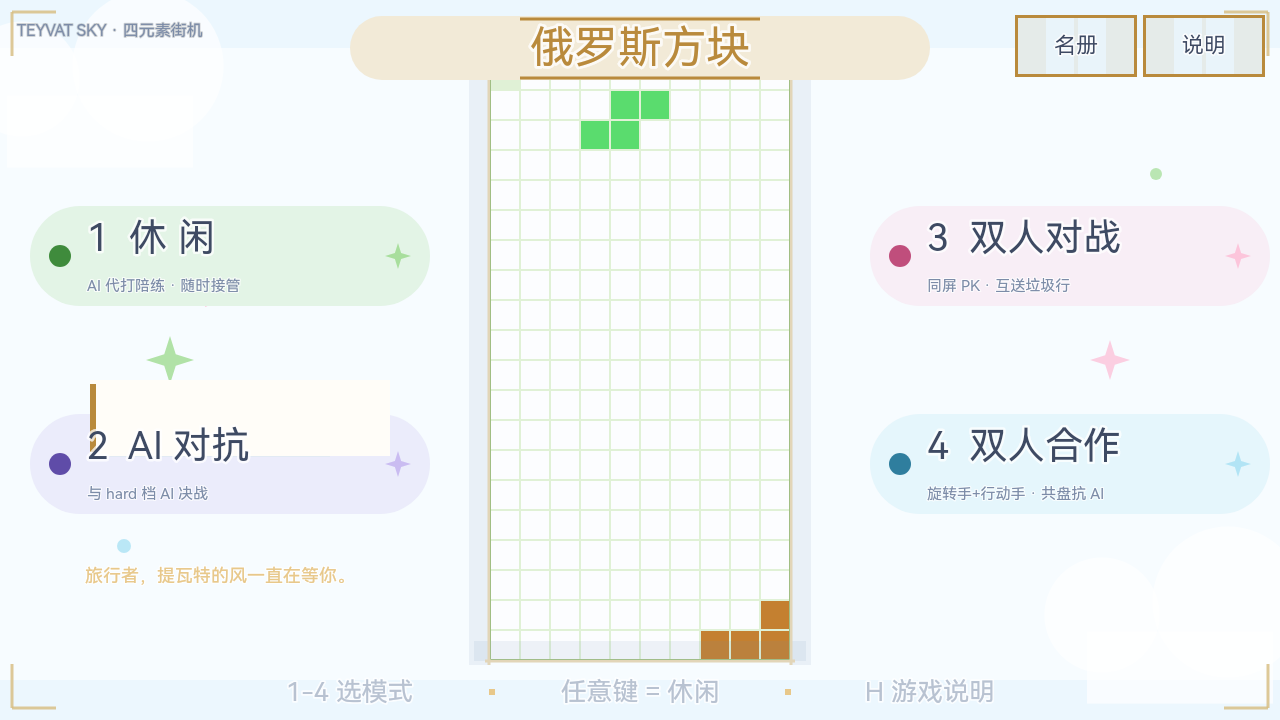 TEYVAT SKY · 四元素街机
俄罗斯方块
名册
说明
1 休 闲
AI 代打陪练 · 随时接管
2 AI 对抗
与 hard 档 AI 决战
旅行者，提瓦特的风一直在等你。
3 双人对战
同屏 PK · 互送垃圾行
4 双人合作
旋转手+行动手 · 共盘抗 AI
1-4 选模式
任意键 = 休闲
H 游戏说明